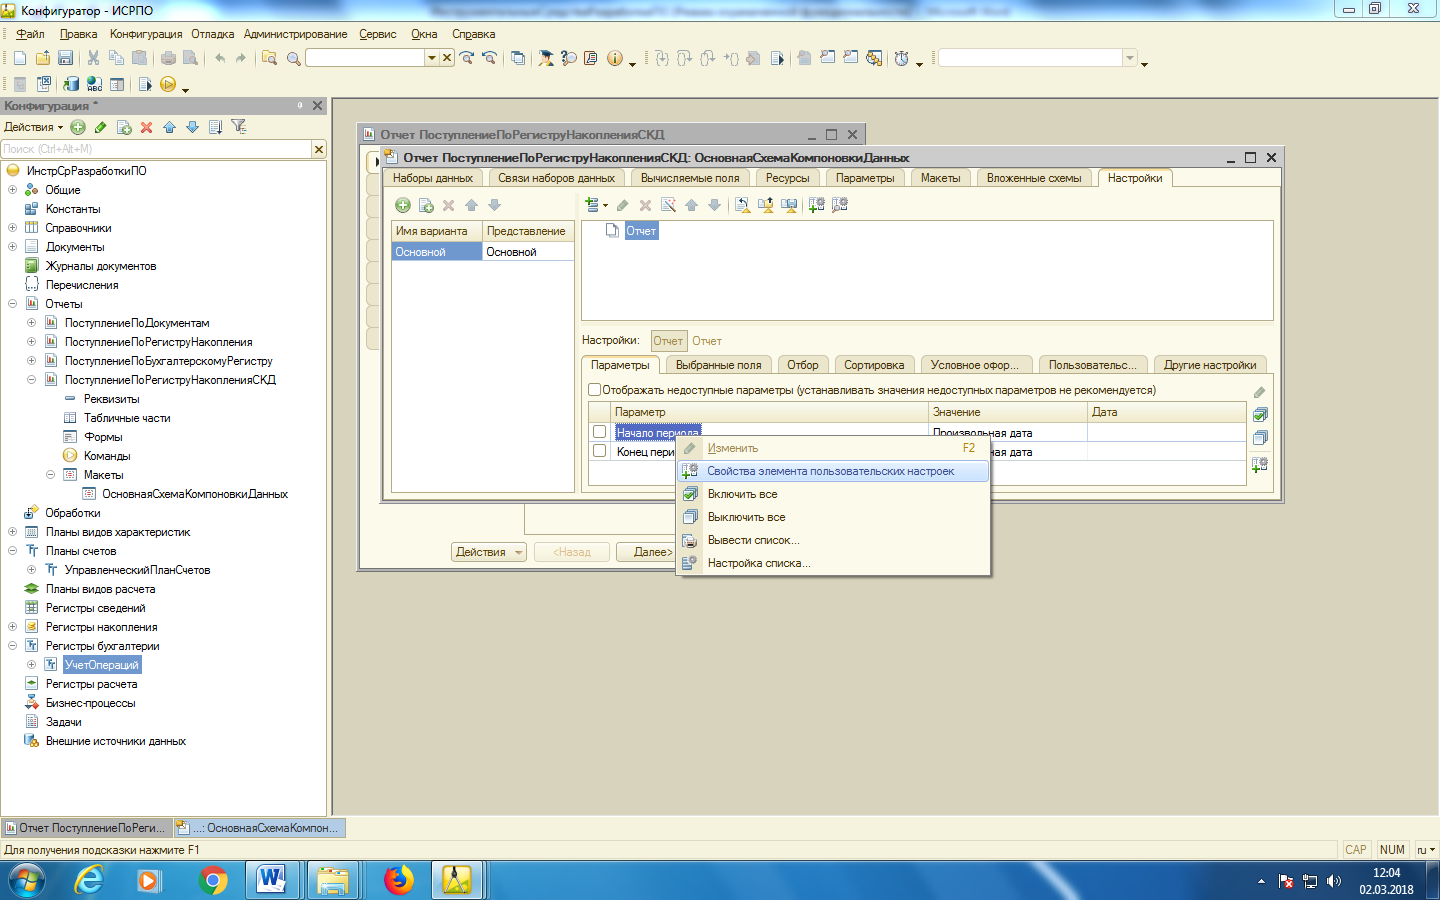 Конфигуратор - ИСРПО
Файл Правка Конфигурация Отладка Администрирование Сервис Окна Справка
Конфигурация *
Действия
Поиск (Ctrl+Alt+M)
ИнстрСрРазработкиПО
Общие
Константы
Справочники
Документы
Журналы документов
Перечисления
Отчеты
ПоступлениеПоДокументам
ПоступлениеПоРегиструНакопления
ПоступлениеПоБухгалтерскомуРегистру
ПоступлениеПоРегиструНакопленияСКД
Реквизиты
Табличные части
Формы
Команды
Макеты
ОсновнаяСхемаКомпоновкиДанных
Обработки
Планы видов характеристик
Планы счетов
УправленческийПланСчетов
Планы видов расчета
Регистры сведений
Регистры накопления
Регистры бухгалтерии
УчетОпераций
Регистры расчета
Бизнес-процессы
Задачи
Внешние источники данных
Отчет ПоступлениеПоРегиструНакопленияСКД
Отчет ПоступлениеПоРегиструНакопленияСКД: ОсновнаяСхемаКомпоновкиДанных
Наборы данных Связи наборов данных Вычисляемые поля Ресурсы Параметры Макеты Вложенные схемы Настройки
Имя варианта Представление
Основной Основной
Отчет
Настройки: Отчет Отчет
Параметры Выбранные поля Отбор Сортировка Условное офор... Пользовательс... Другие настройки
Отображать недоступные параметры (устанавливать значения недоступных параметров не рекомендуется)
Параметр Значение Дата
Начало периода Произвольная дата
Конец пери ная дата
Изменить F2
Свойства элемента пользовательских настроек
Включить все
Выключить все
Вывести список...
Настройка списка...
Действия <Назад Далее>
Отчет ПоступлениеПоРеги... ...: ОсновнаяСхемаКомпон...
Для получения подсказки нажмите F1
CAP NUM ru
12:04
02.03.2018